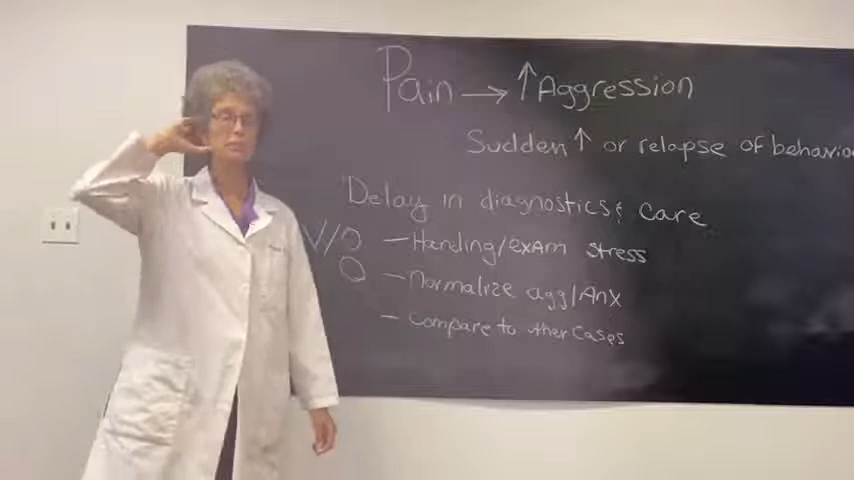 Pain → ↑ Aggression
Sudden ↑ or relapse of behavio
Delay in diagnostics & care
V/O — Handing/exam stress
O — Normalize agg/Anx
— Compare to other Cases